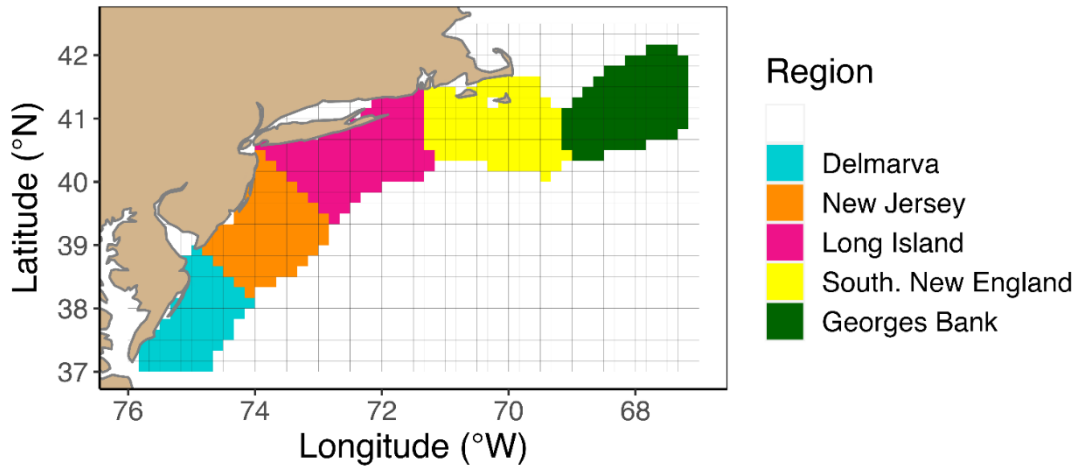 42
41
40
39
38
37
Latitude (°N)
76
74
72
70
68
Longitude (°W)
Region
Delmarva
New Jersey
Long Island
South. New England
Georges Bank